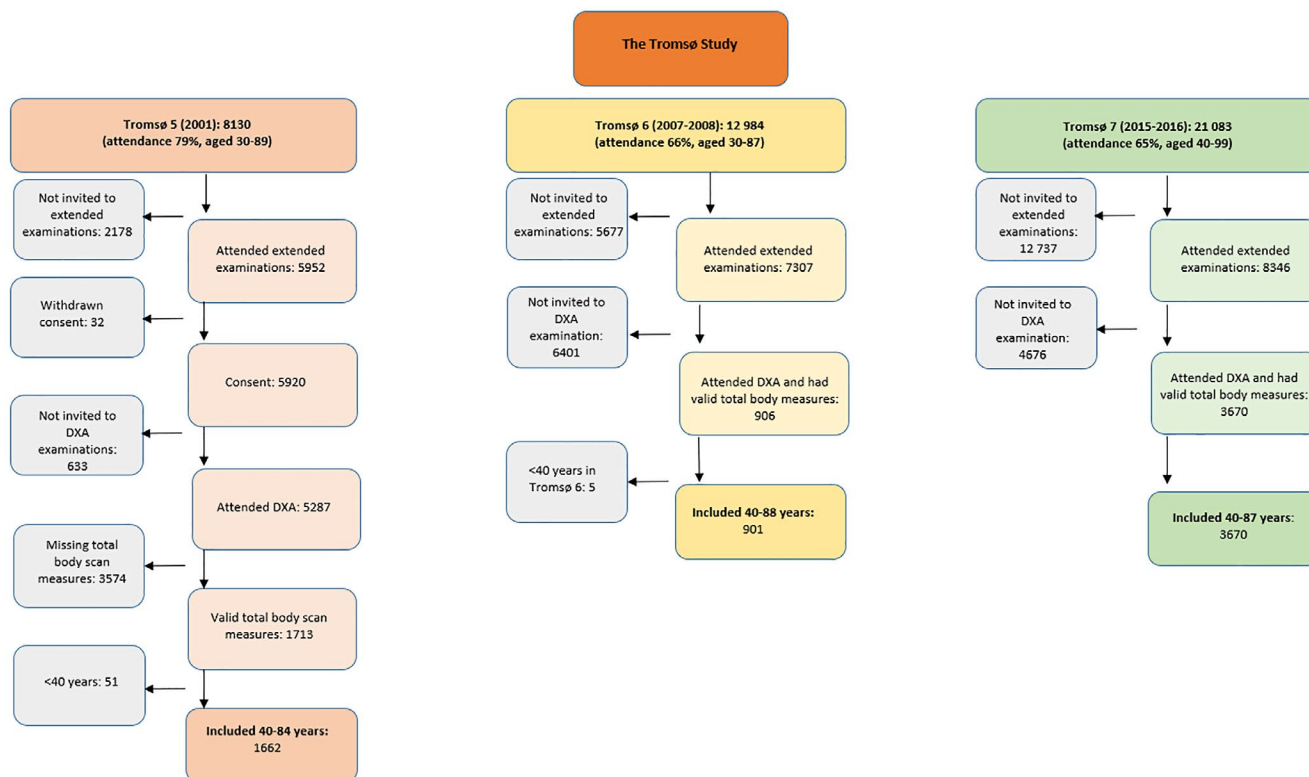 The Tromsø Study
Tromsø 5 (2001): 8130
(attendance 79%, aged 30-89)
Not invited to
extended
examinations: 2178
Attended extended
examinations: 5952
Withdrawn
consent: 32
Consent: 5920
Not invited to
DXA
examinations:
633
Attended DXA: 5287
Missing total
body scan
measures: 3574
Valid total body scan
measures: 1713
<40 years: 51
Included 40-84 years:
1662
Tromsø 6 (2007-2008): 12 984
(attendance 66%, aged 30-87)
Not invited to
extended
examinations: 5677
Attended extended
examinations: 7307
Not invited to
DXA
examination:
6401
Attended DXA and had
valid total body measures:
906
<40 years in
Tromsø 6: 5
Included 40-88 years:
901
Tromsø 7 (2015-2016): 21 083
(attendance 65%, aged 40-99)
Not invited to
extended
examinations:
12 737
Attended extended
examinations: 8346
Not invited to
DXA
examination:
4676
Attended DXA and had
valid total body measures:
3670
Included 40-87 years:
3670